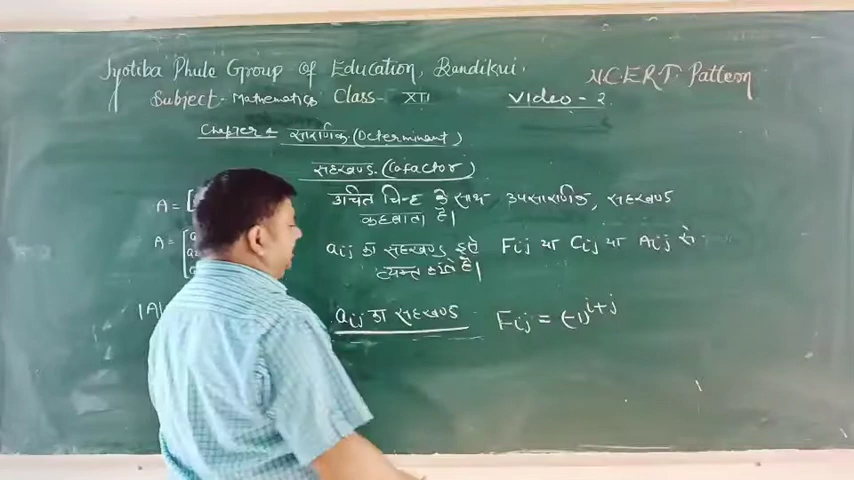 Jyotiba Phule Group of Education, Bandikui.
N.C.E.R.T. Pattern
Subject- Mathematics Class- XII
Video - 2
Chapter सारणिक (Determinant)
सहखण्ड (Cofactor)
A = [
उचित चिन्ह के साथ उपसारणिक, सहखण्ड
कहलाता है।
A = [
aij का सहखण्ड इसे Fij या Cij या Aij से
व्यक्त करते है।
|A|
aij का सहखण्ड Fij = (-1)^i+j